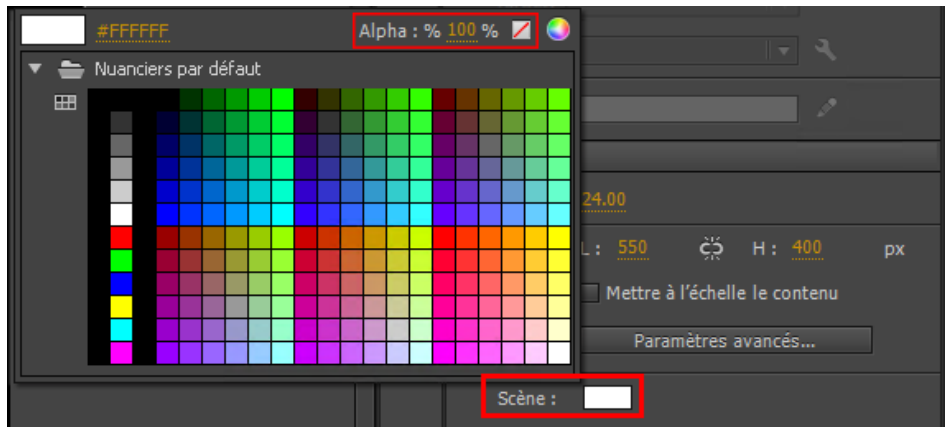 #FFFFFF Alpha : % 100 %
Nuanciers par défaut
24.00
L : 550 H : 400 px
Mettre à l'échelle le contenu
Paramètres avancés...
Scène :